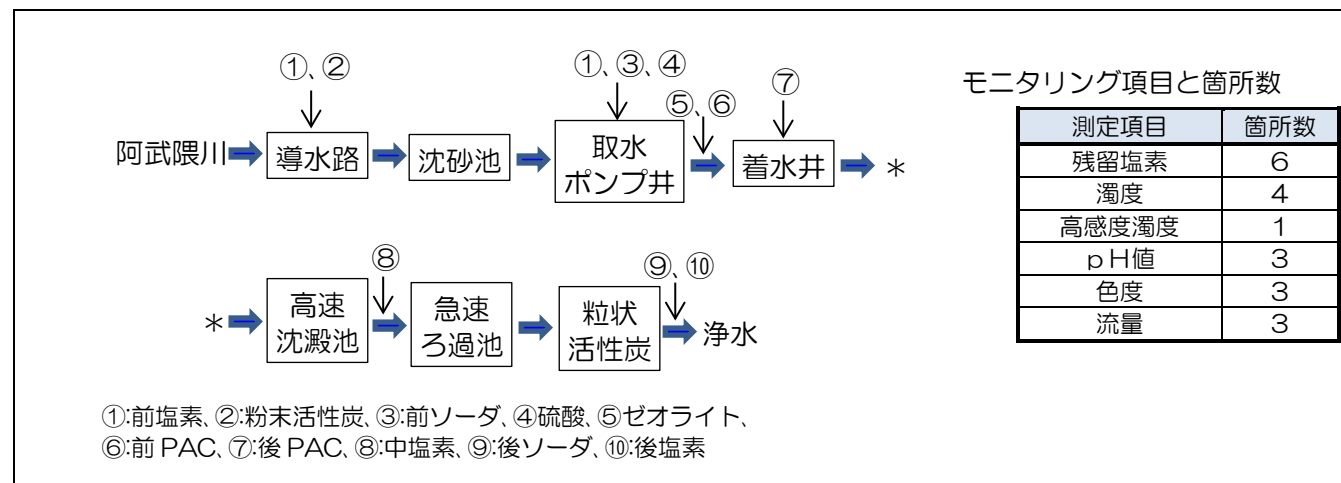 ①、②
①、③、④
⑤、⑥
⑦
阿武隈川
導水路
沈砂池
取水
ポンプ井
着水井
＊
⑧
⑨、⑩
＊
高速
沈澱池
急速
ろ過池
粒状
活性炭
浄水
①:前塩素、②:粉末活性炭、③:前ソーダ、④硫酸、⑤ゼオライト、
⑥:前 PAC、⑦:後 PAC、⑧:中塩素、⑨:後ソーダ、⑩:後塩素
モニタリング項目と箇所数
測定項目 箇所数
残留塩素 6
濁度 4
高感度濁度 1
ｐH値 3
色度 3
流量 3